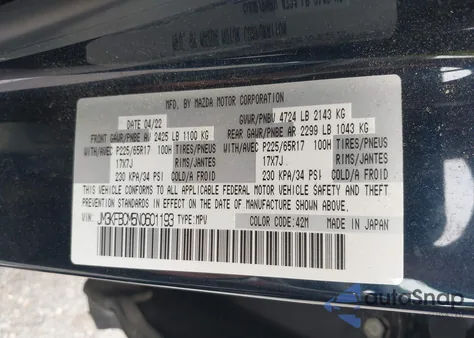 MFD. BY MAZDA MOTOR CORPORATION
DATE 04/22 GVWR/PNBV 4724 LB 2143 KG
FRONT GAWR/PNBE AV 2425 LB 1100 KG REAR GAWR/PNBE AR 2299 LB 1043 KG
WITH/AVEC P225/65R17 100H TIRES/PNEUS WITH/AVEC P225/65R17 100H TIRES/PNEUS
17X7J RIMS/JANTES 17X7J RIMS/JANTES
230 KPA/34 PSI COLD/A FROID 230 KPA/34 PSI COLD/A FROID
THIS VEHICLE CONFORMS TO ALL APPLICABLE FEDERAL MOTOR VEHICLE SAFETY, BUMPER,
AND THEFT PREVENTION STANDARDS IN EFFECT ON THE DATE OF MANUFACTURE SHOWN ABOVE.
VIN: JM3KFBCM5N0601193 TYPE: MPV COLOR CODE: 42M MADE IN JAPAN
autoSnap